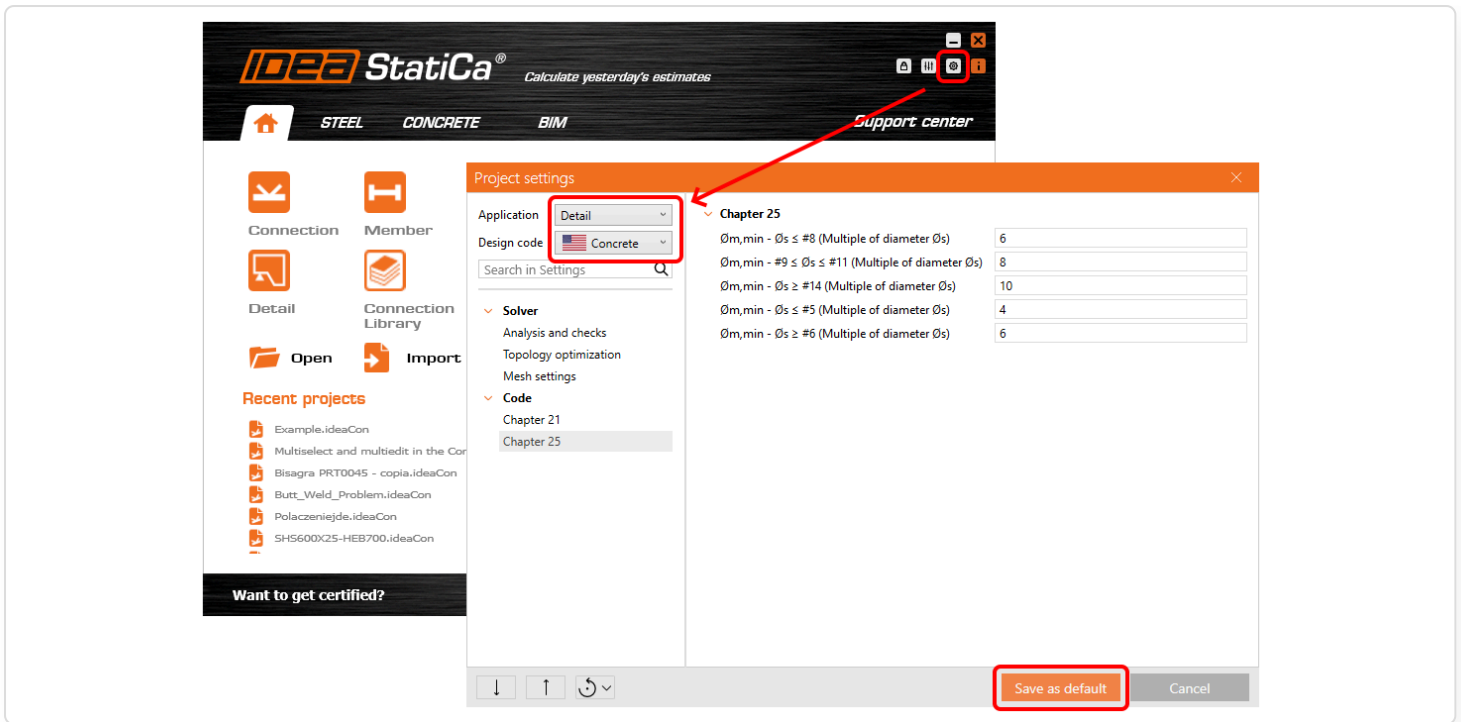 IDEA StatiCa® Calculate yesterday's estimates
STEEL CONCRETE BIM Support center
Connection Member
Detail Connection Library
Open Import
Recent projects
Example.ideaCon
Multiselect and multiedit in the Cor
Bisagra PRT0045 - copia.ideaCon
Butt_Weld_Problem.ideaCon
Polaczeniejde.ideaCon
SHS600X25-HEB700.ideaCon
Want to get certified?
Project settings
Application Detail
Design code Concrete
Search in Settings
Solver
Analysis and checks
Topology optimization
Mesh settings
Code
Chapter 21
Chapter 25
Chapter 25
Øm,min - Øs ≤ #8 (Multiple of diameter Øs) 6
Øm,min - #9 ≤ Øs ≤ #11 (Multiple of diameter Øs) 8
Øm,min - Øs ≥ #14 (Multiple of diameter Øs) 10
Øm,min - Øs ≤ #5 (Multiple of diameter Øs) 4
Øm,min - Øs ≥ #6 (Multiple of diameter Øs) 6
Save as default Cancel